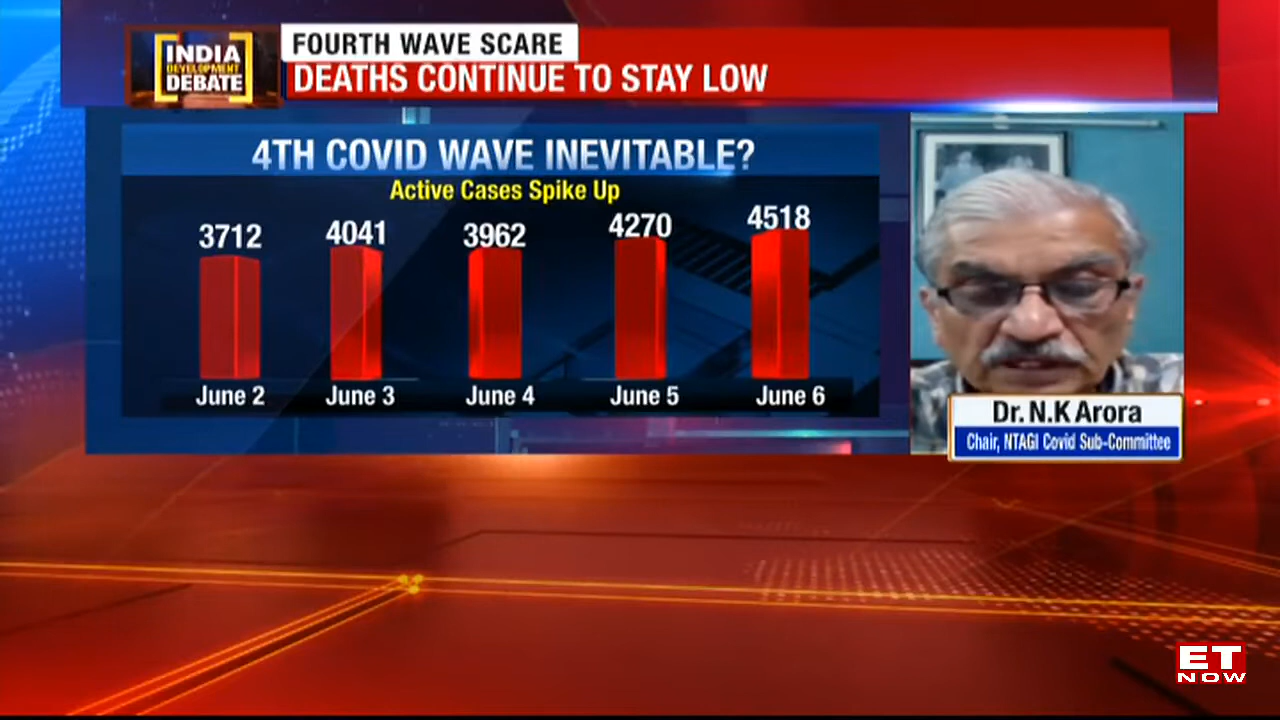 INDIA
DEVELOPMENT
DEBATE
FOURTH WAVE SCARE
DEATHS CONTINUE TO STAY LOW
4TH COVID WAVE INEVITABLE?
Active Cases Spike Up
3712
4041
3962
4270
4518
June 2
June 3
June 4
June 5
June 6
Dr. N.K Arora
Chair, NTAGI Covid Sub-Committee
ET
NOW